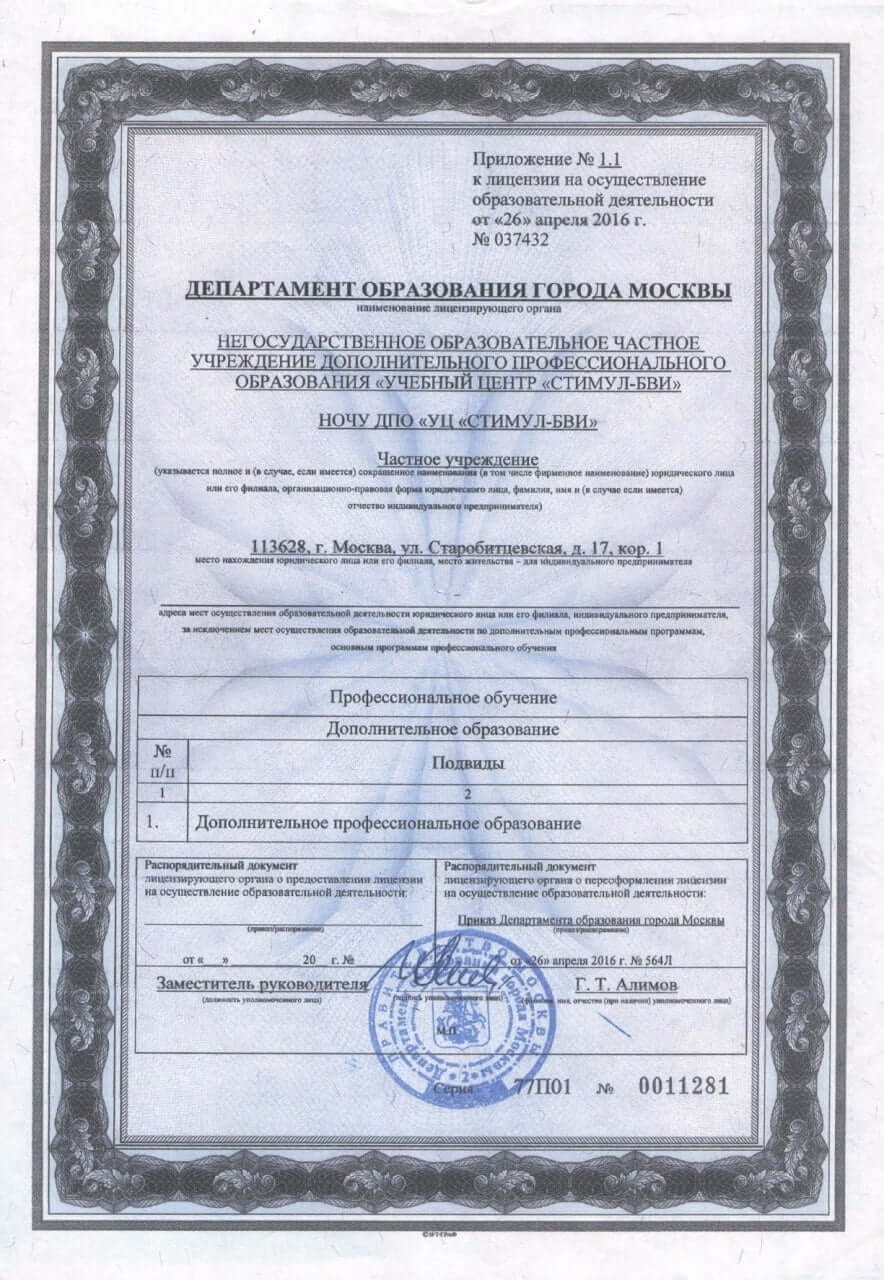 Приложение № 1.1
к лицензии на осуществление
образовательной деятельности
от «26» апреля 2016 г.
№ 037432
ДЕПАРТАМЕНТ ОБРАЗОВАНИЯ ГОРОДА МОСКВЫ
наименование лицензирующего органа
НЕГОСУДАРСТВЕННОЕ ОБРАЗОВАТЕЛЬНОЕ ЧАСТНОЕ
УЧРЕЖДЕНИЕ ДОПОЛНИТЕЛЬНОГО ПРОФЕССИОНАЛЬНОГО
ОБРАЗОВАНИЯ «УЧЕБНЫЙ ЦЕНТР «СТИМУЛ-БВИ»
НОЧУ ДПО «УЦ «СТИМУЛ-БВИ»
Частное учреждение
(указывается полное и (в случае, если имеется) сокращенное наименования (в том числе фирменное наименование) юридического лица
или его филиала, организационно-правовая форма юридического лица, фамилия, имя и (в случае если имеется)
отчество индивидуального предпринимателя)
113628, г. Москва, ул. Старобитцевская, д. 17, кор. 1
место нахождения юридического лица или его филиала, место жительства – для индивидуального предпринимателя
адреса мест осуществления образовательной деятельности юридического лица или его филиала, индивидуального предпринимателя,
за исключением мест осуществления образовательной деятельности по дополнительным профессиональным программам,
основным программам профессионального обучения
Профессиональное обучение
Дополнительное образование
№ п/п
Подвиды
1
2
1.
Дополнительное профессиональное образование
Распорядительный документ
лицензирующего органа о предоставлении лицензии
на осуществление образовательной деятельности:
(приказ/распоряжение)
от « » 20 г. №
Распорядительный документ
лицензирующего органа о переоформлении лицензии
на осуществление образовательной деятельности:
Приказ Департамента образования города Москвы
(приказ/распоряжение)
от «26» апреля 2016 г. № 564Л
Заместитель руководителя
(должность уполномоченного лица)
(подпись уполномоченного лица)
Г. Т. Алимов
(фамилия, имя, отчество (при наличии) уполномоченного лица)
М.П.
ПРАВИТЕЛЬСТВО МОСКВЫ
Департамент образования города Москвы
2
Серия 77П01 № 0011281